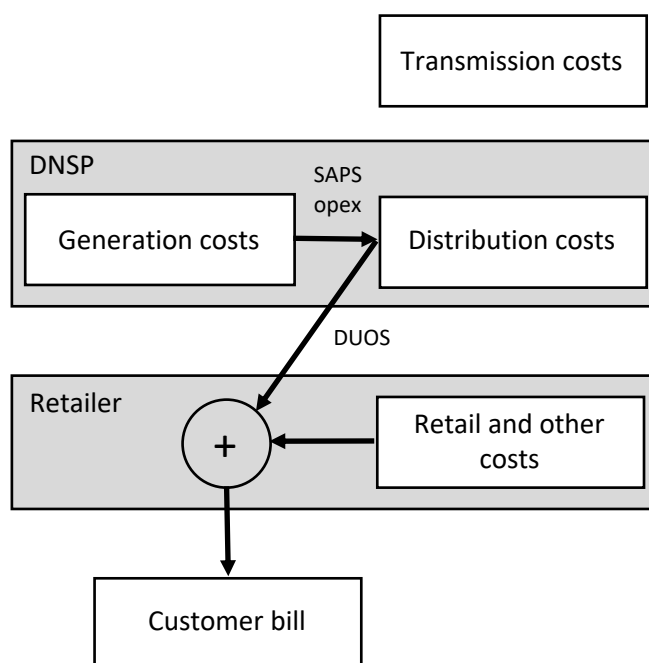 Transmission costs
DNSP
SAPS
opex
Generation costs
Distribution costs
DUOS
Retailer
Retail and other
costs
+
Customer bill